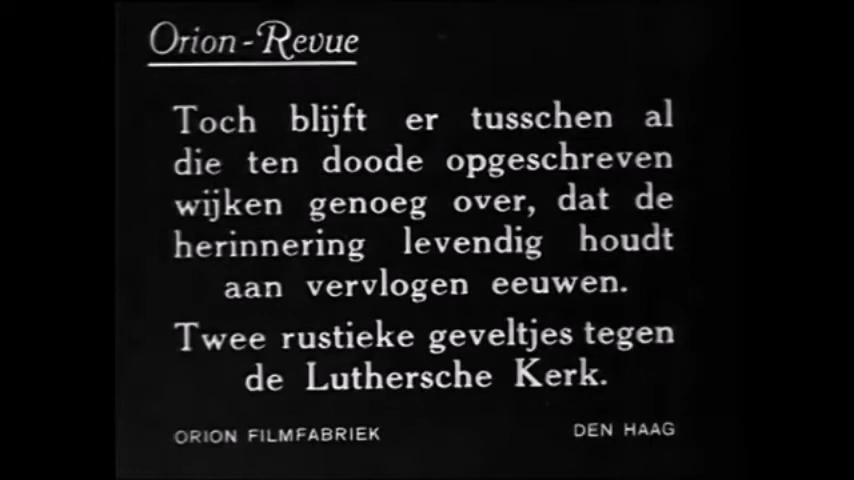 Orion-Revue
Toch blijft er tusschen al
die ten doode opgeschreven
wijken genoeg over, dat de
herinnering levendig houdt
aan vervlogen eeuwen.
Twee rustieke geveltjes tegen
de Luthersche Kerk.
ORION FILMFABRIEK DEN HAAG